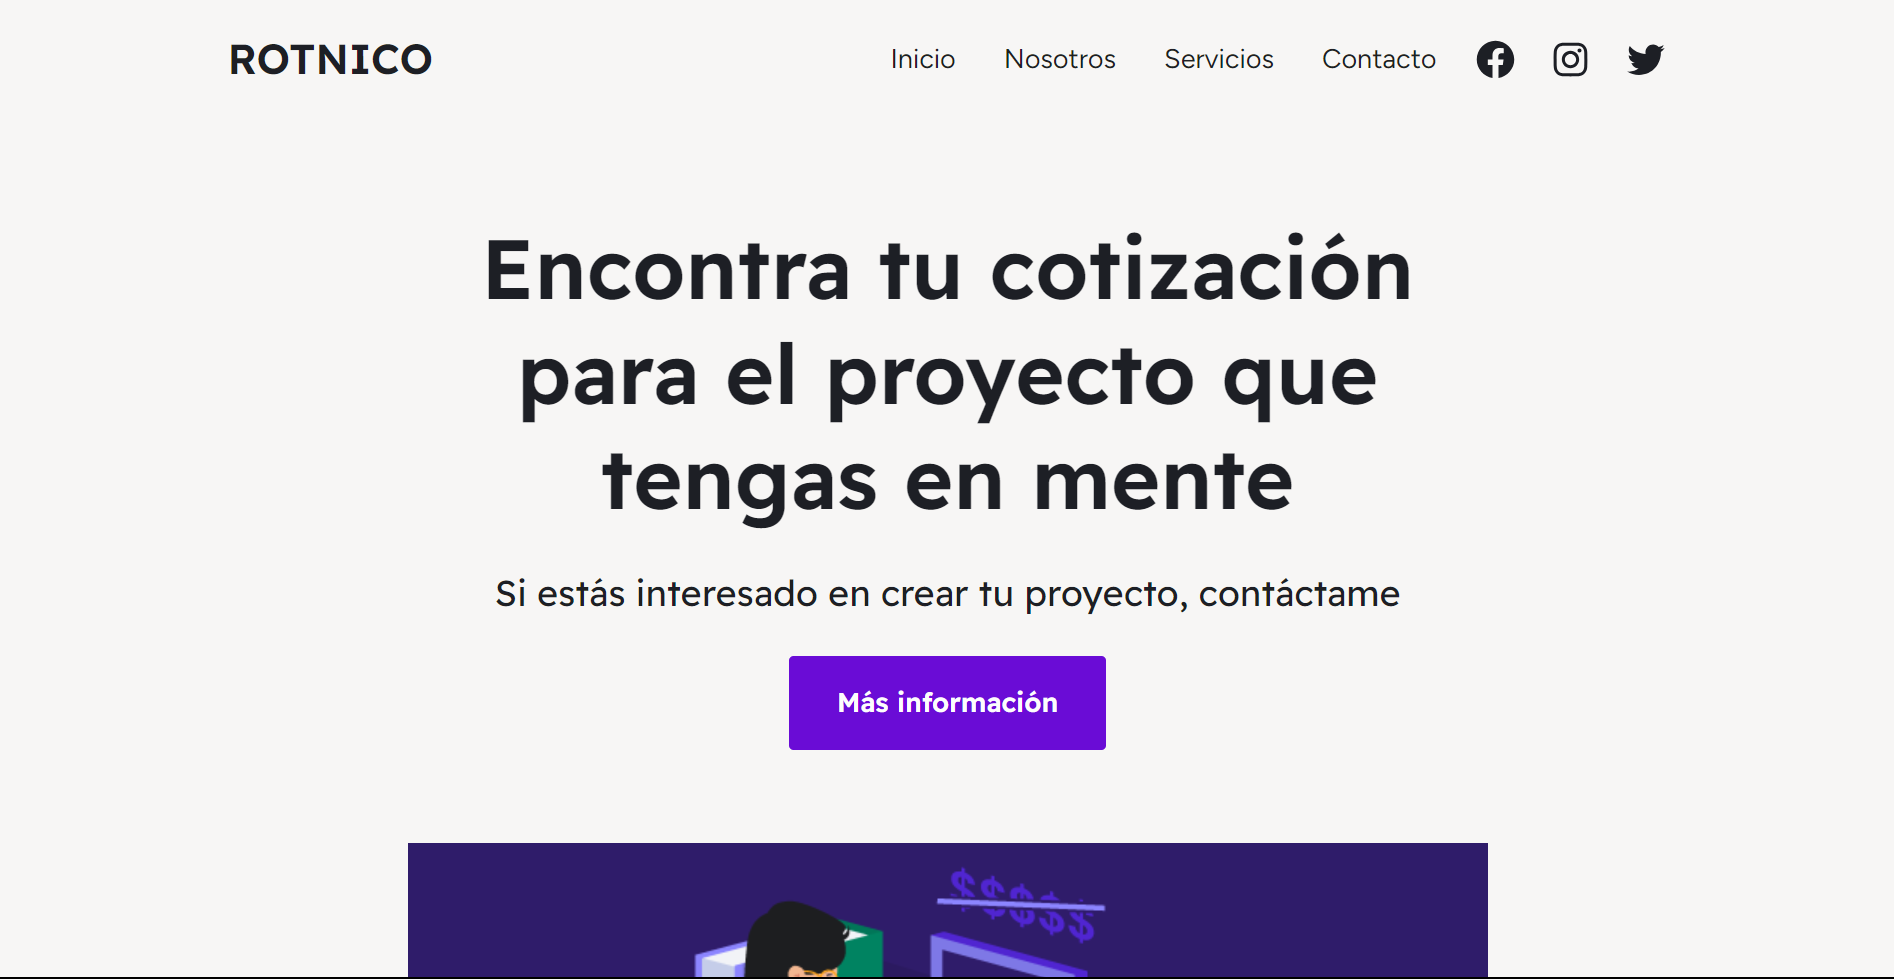 ROTNICO
Inicio Nosotros Servicios Contacto
Encontra tu cotización
para el proyecto que
tengas en mente
Si estás interesado en crear tu proyecto, contáctame
Más información
$$$$$